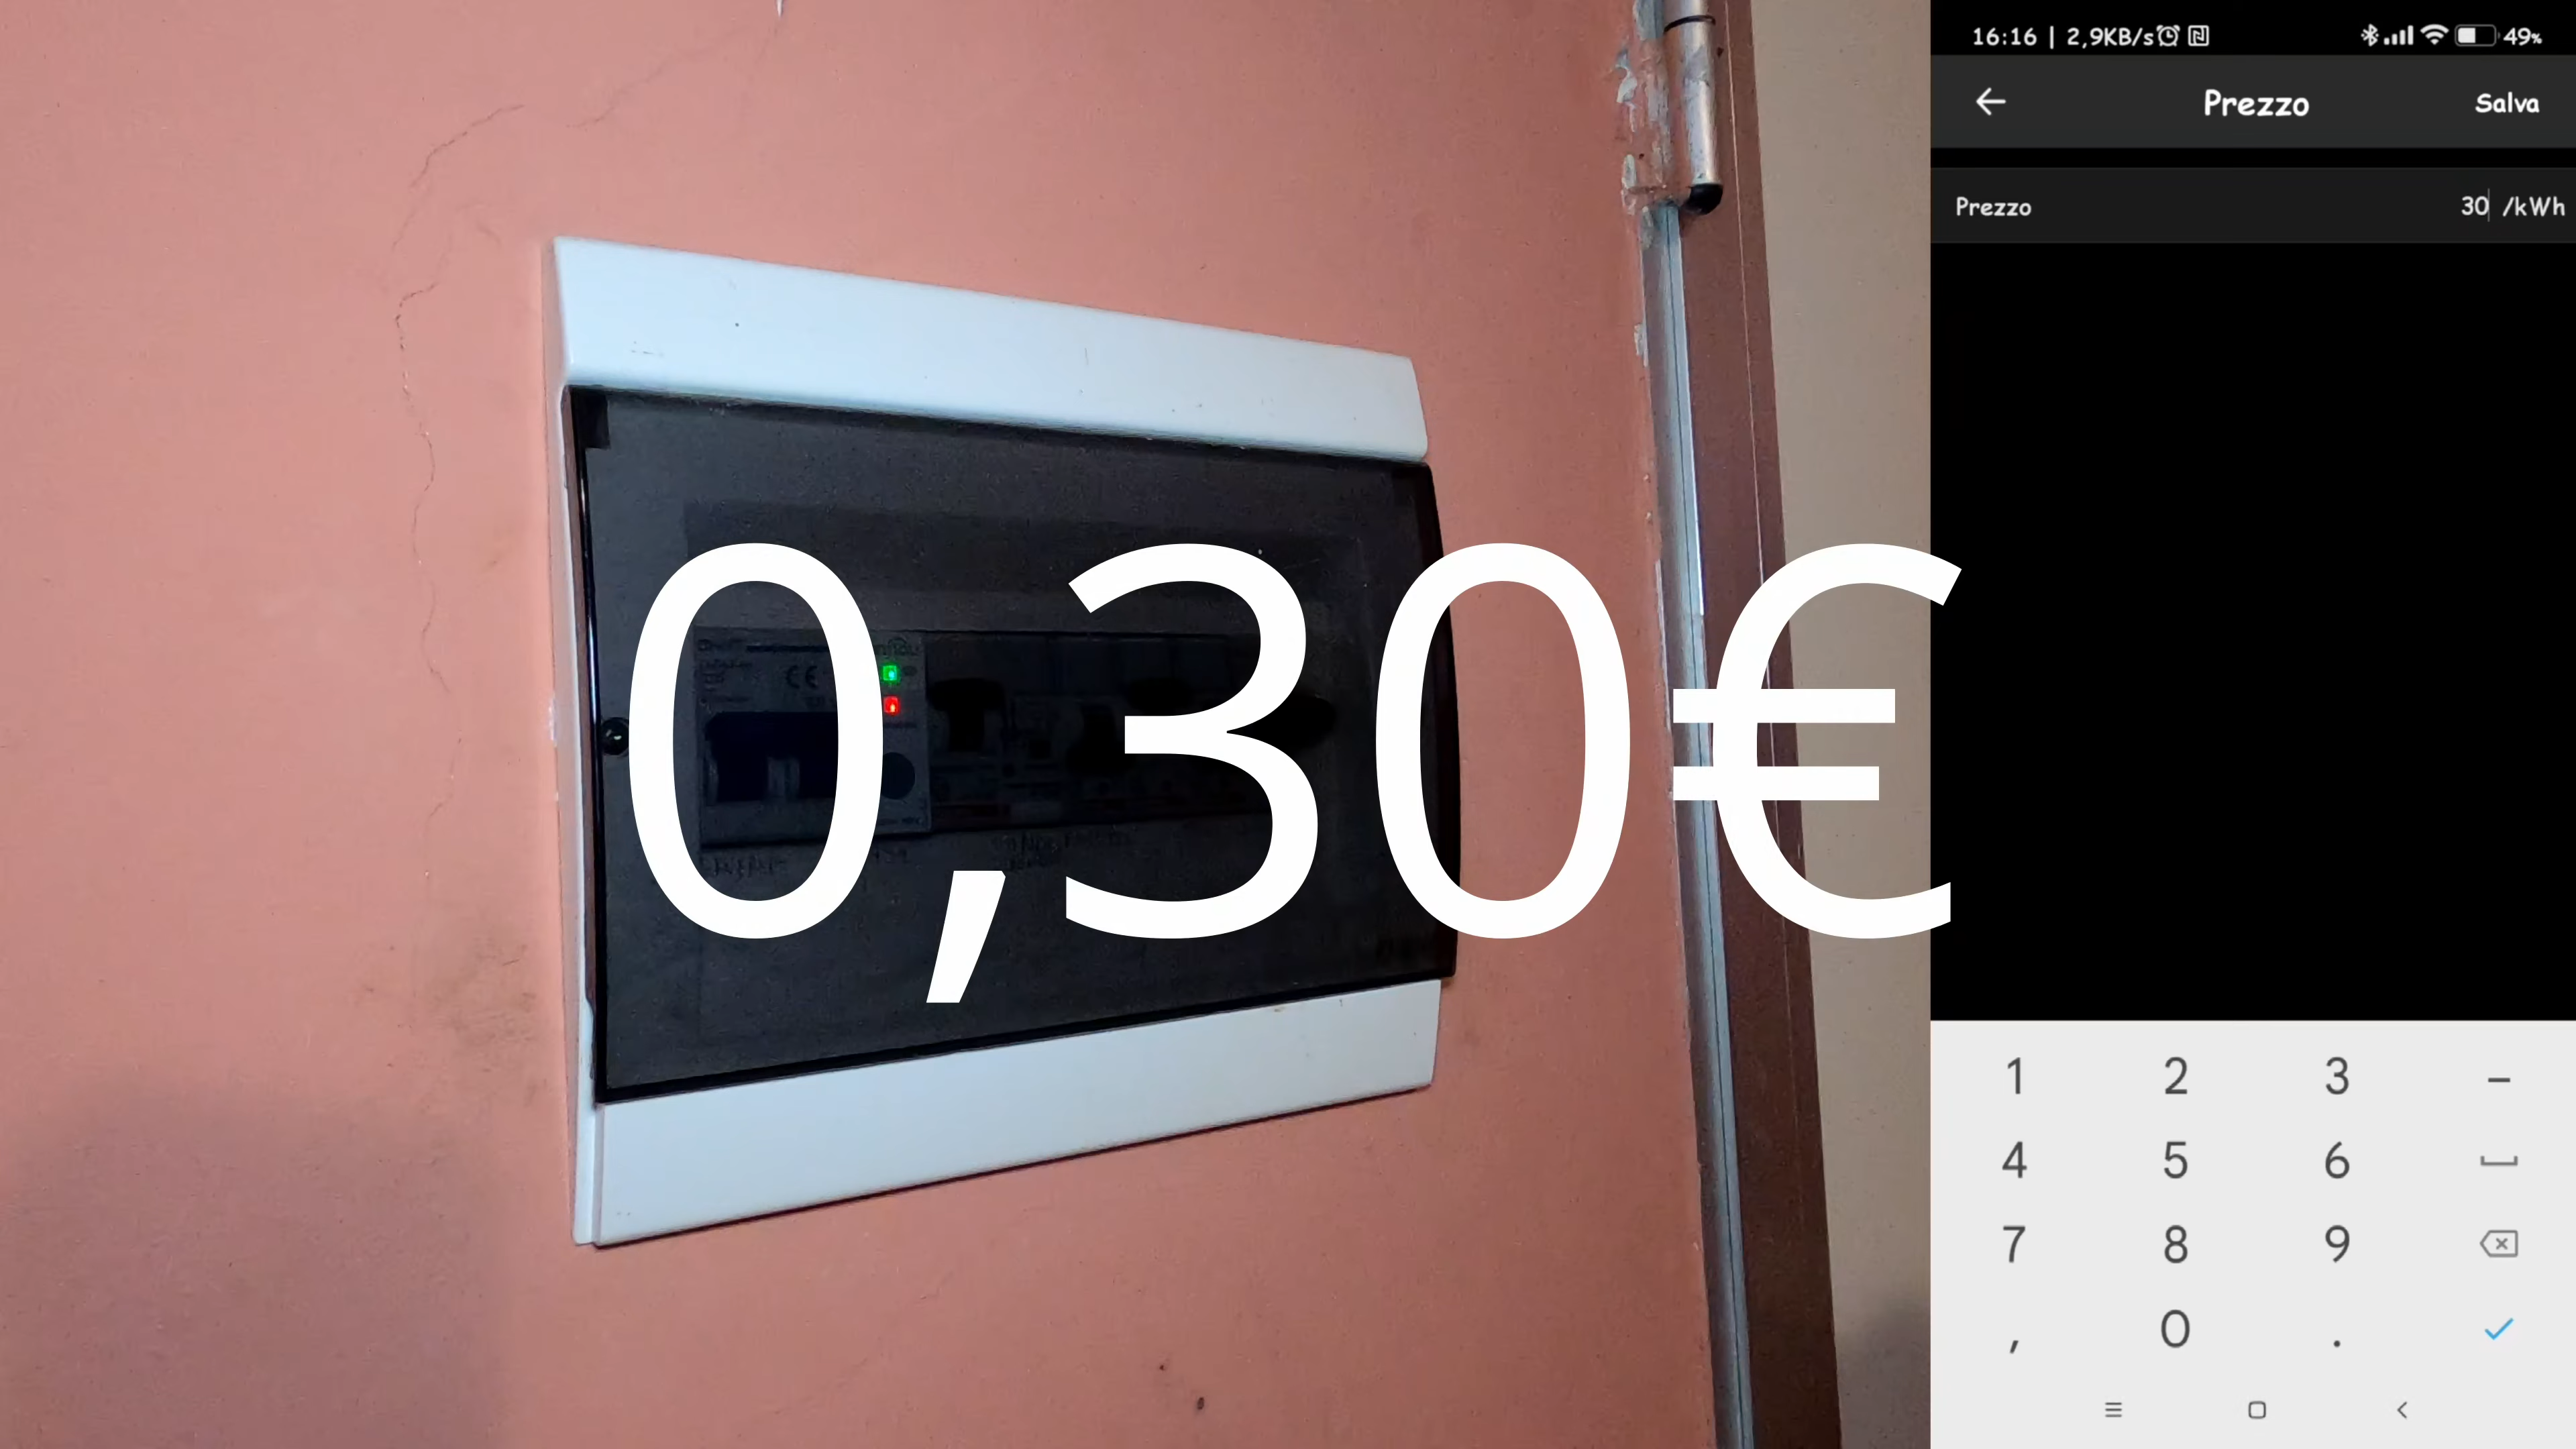 16:16 | 2,9KB/s 49%
Prezzo Salva
Prezzo 30 /kWh
CE
0,30€
1 2 3 –
4 5 6
7 8 9
, 0 .